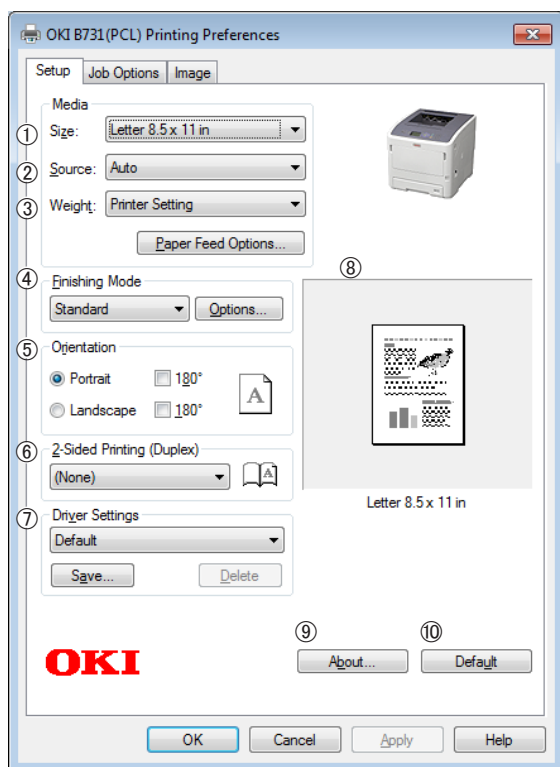 OKI B731(PCL) Printing Preferences
Setup Job Options Image
Media
① Size: Letter 8.5 x 11 in
② Source: Auto
③ Weight: Printer Setting
Paper Feed Options...
⑧
④ Finishing Mode
Standard Options...
⑤ Orientation
Portrait 180°
Landscape 180°
A
⑥ 2-Sided Printing (Duplex)
(None) A
Letter 8.5 x 11 in
⑦ Driver Settings
Default
Save... Delete
⑨ ⑩
OKI About... Default
OK Cancel Apply Help